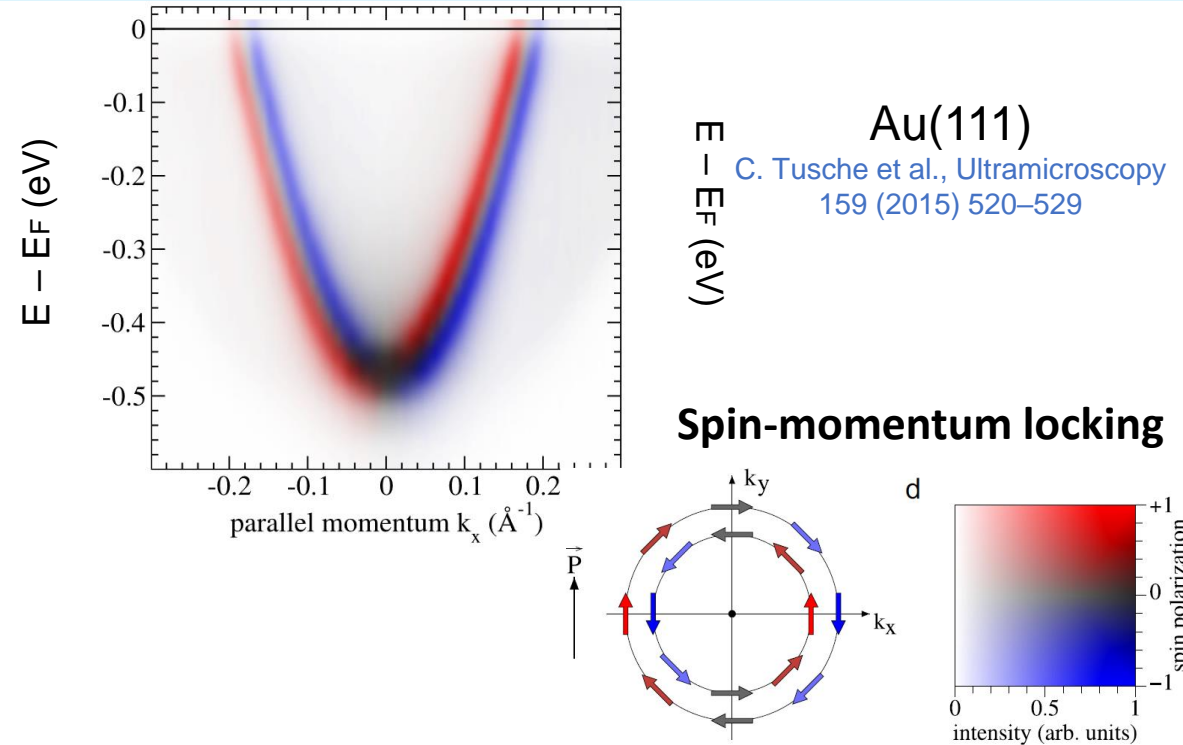 0
-0.1
-0.2
-0.3
-0.4
-0.5
E – EF (eV)
-0.2 -0.1 0 0.1 0.2
parallel momentum kx (Å-1)
E – EF (eV)
Au(111)
C. Tusche et al., Ultramicroscopy
159 (2015) 520–529
Spin-momentum locking
P
ky
kx
d
+1
0
−1
spin polarization
0 0.5 1
intensity (arb. units)